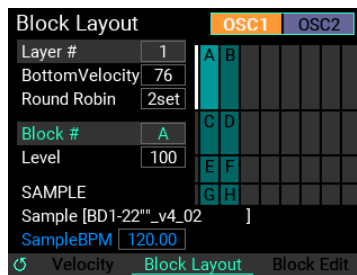 Block Layout OSC1 OSC2
Layer # 1 A B
BottomVelocity 76
Round Robin 2set
Block # A C D
Level 100
E F
SAMPLE G H
Sample [BD1-22""_v4_02 ]
SampleBPM 120.00
Velocity Block Layout Block Edit